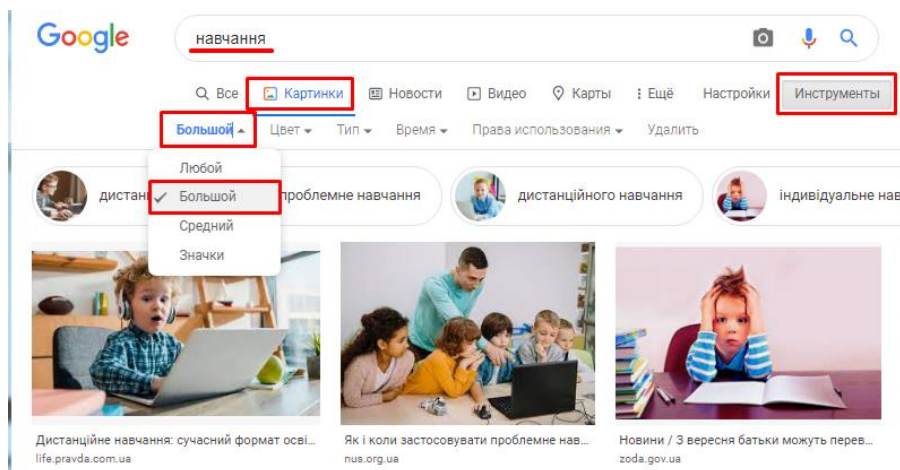 Google
навчання
Все Картинки Новости Видео Карты Ещё Настройки Инструменты
Большой Цвет Тип Время Права использования Удалить
Любой
Большой
Средний
Значки
проблемне навчання дистанційного навчання
Дистанційне навчання: сучасний формат осві...
life.pravda.com.ua
Як і коли застосовувати проблемне нав...
nus.org.ua
Новини / З вересня батьки можуть перев...
zoda.gov.ua